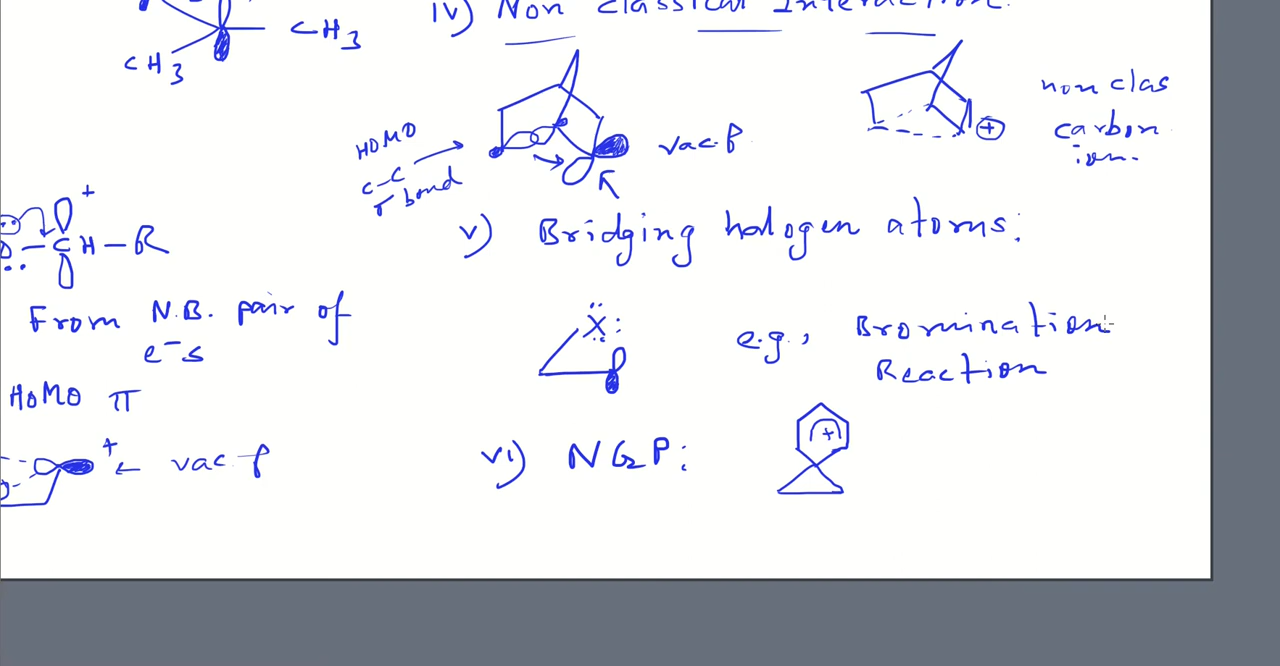 iv) Non Classical Interaction.
CH3
CH3
HOMO
C-C
σ bond
vac. p
+
non clas
carbon
ion.
+
CH-R
v) Bridging halogen atoms:
From N.B. pair of
e-s
X
e.g., Bromination
Reaction
HOMO π
+
vac. p
vi) NGP:
+